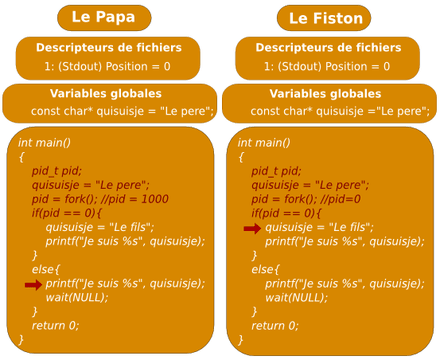 Le Papa
Descripteurs de fichiers
1: (Stdout) Position = 0
Variables globales
const char* quisuisje = "Le pere";
int main()
{
pid_t pid;
quisuisje = "Le pere";
pid = fork(); //pid = 1000
if(pid == 0){
quisuisje = "Le fils";
printf("Je suis %s", quisuisje);
}
else{
printf("Je suis %s", quisuisje);
wait(NULL);
}
return 0;
}
Le Fiston
Descripteurs de fichiers
1: (Stdout) Position = 0
Variables globales
const char* quisuisje ="Le pere";
int main()
{
pid_t pid;
quisuisje = "Le pere";
pid = fork(); //pid=0
if(pid == 0){
quisuisje = "Le fils";
printf("Je suis %s", quisuisje);
}
else{
printf("Je suis %s", quisuisje);
wait(NULL);
}
return 0;
}